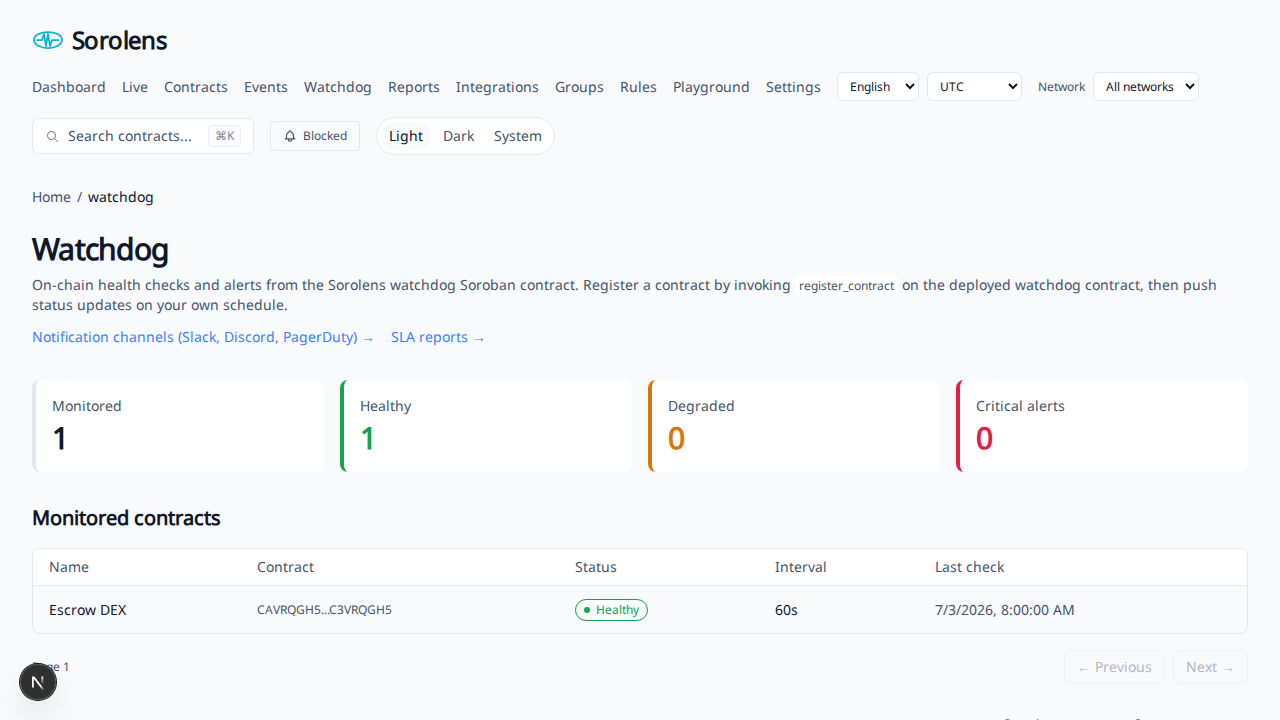 Sorolens
Dashboard Live Contracts Events Watchdog Reports Integrations Groups Rules Playground Settings English UTC Network All networks
Search contracts... ⌘K Blocked Light Dark System
Home / watchdog
Watchdog
On-chain health checks and alerts from the Sorolens watchdog Soroban contract. Register a contract by invoking register_contract on the deployed watchdog contract, then push
status updates on your own schedule.
Notification channels (Slack, Discord, PagerDuty) → SLA reports →
Monitored Healthy Degraded Critical alerts
1 1 0 0
Monitored contracts
Name Contract Status Interval Last check
Escrow DEX CAVRQGH5...C3VRQGH5 Healthy 60s 7/3/2026, 8:00:00 AM
1
← Previous Next →
N